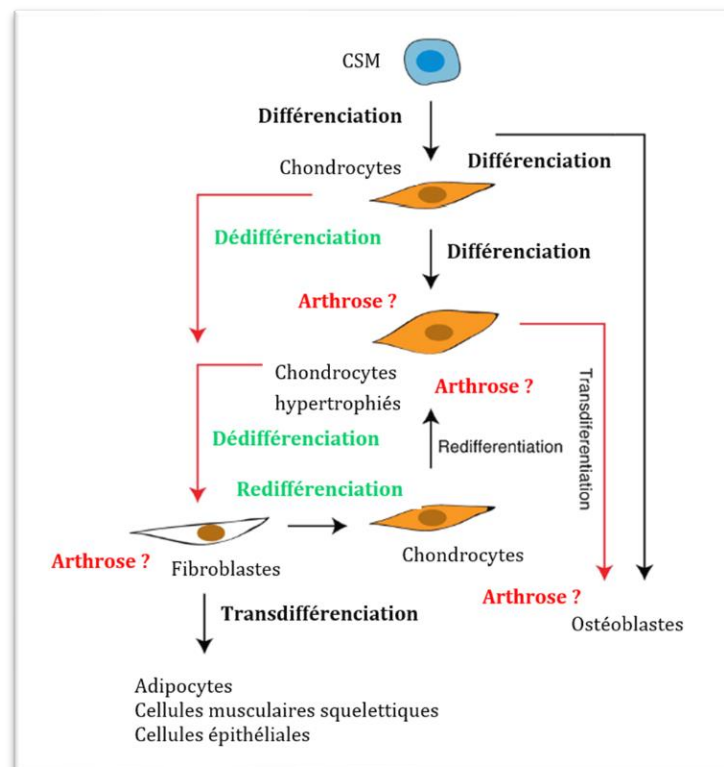 CSM
Différenciation
Chondrocytes
Différenciation
Dédifférenciation
Différenciation
Arthrose ?
Chondrocytes
hypertrophiés
Arthrose ?
Transdiferentiation
Dédifférenciation
Redifferentiation
Redifférenciation
Chondrocytes
Arthrose ?
Fibroblastes
Arthrose ?
Ostéoblastes
Transdifférenciation
Adipocytes
Cellules musculaires squelettiques
Cellules épithéliales